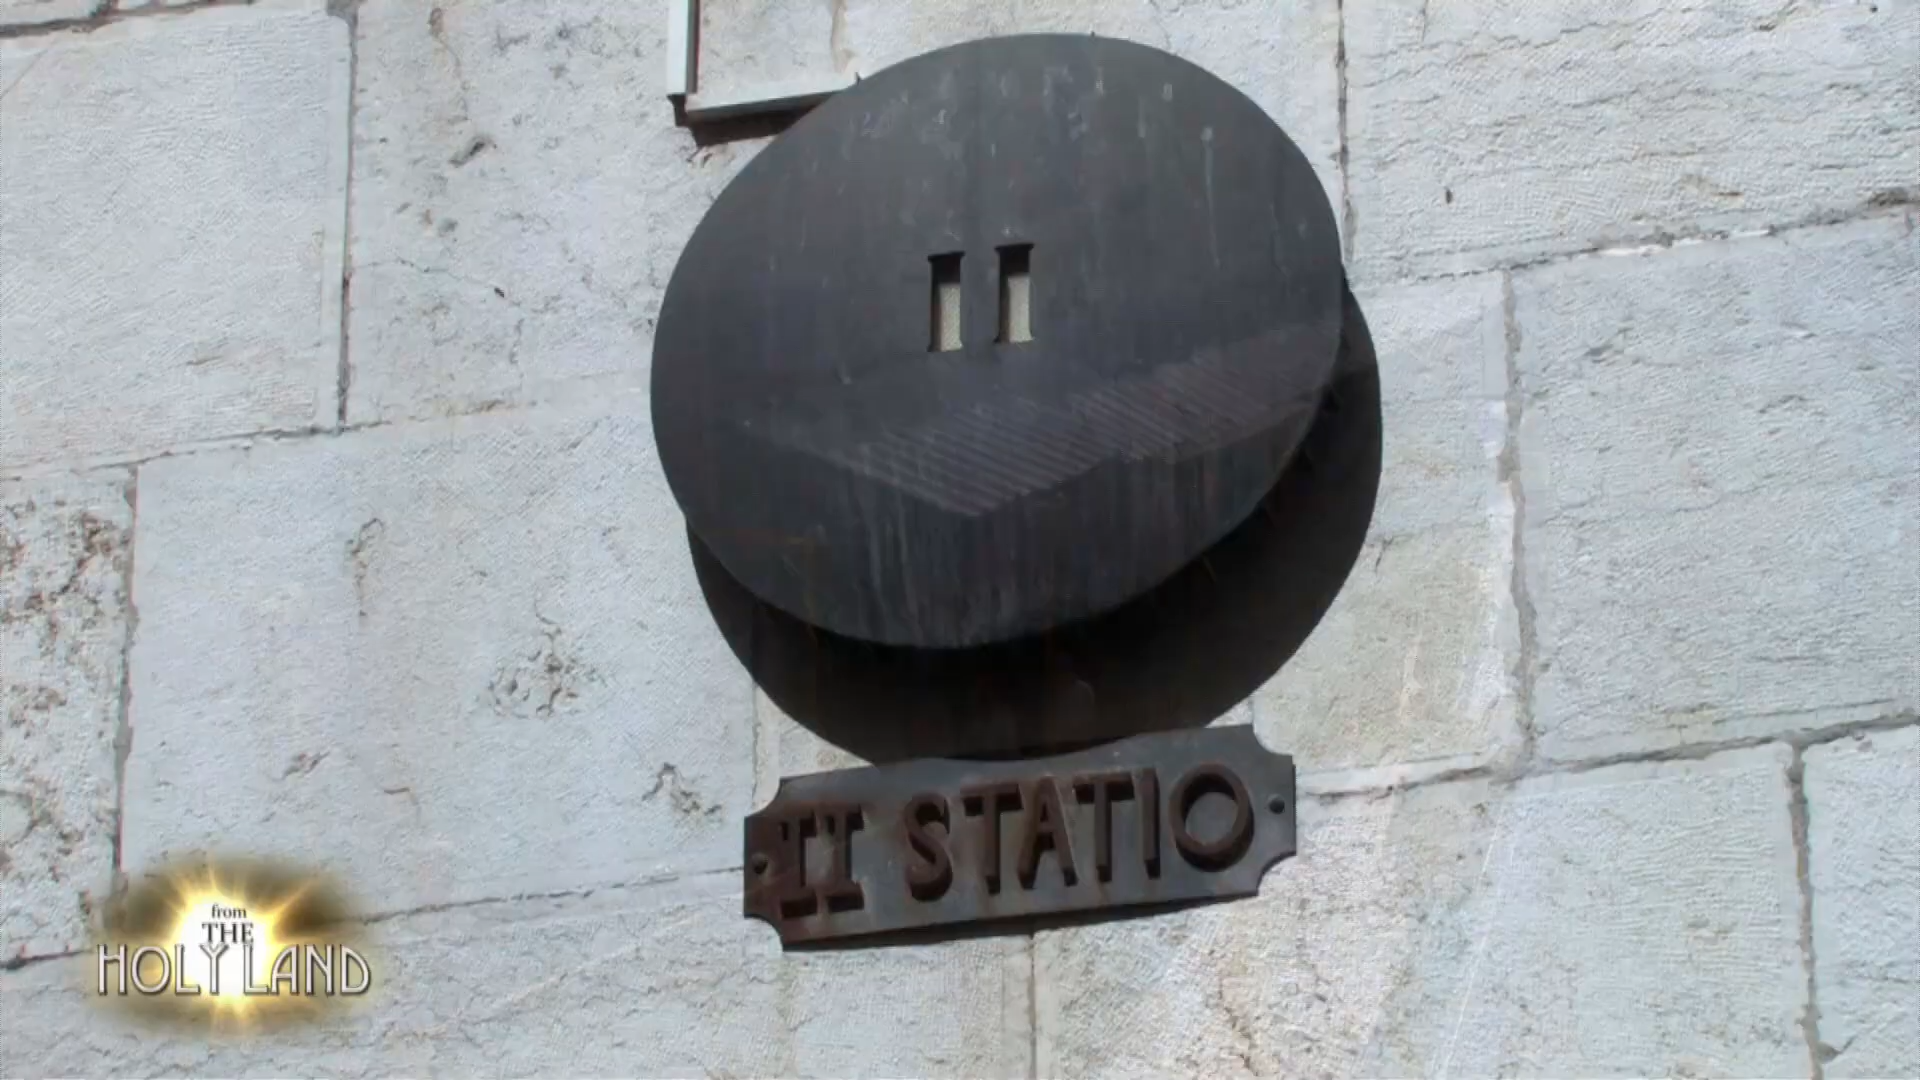 II
II STATIO
from
THE
HOLY LAND